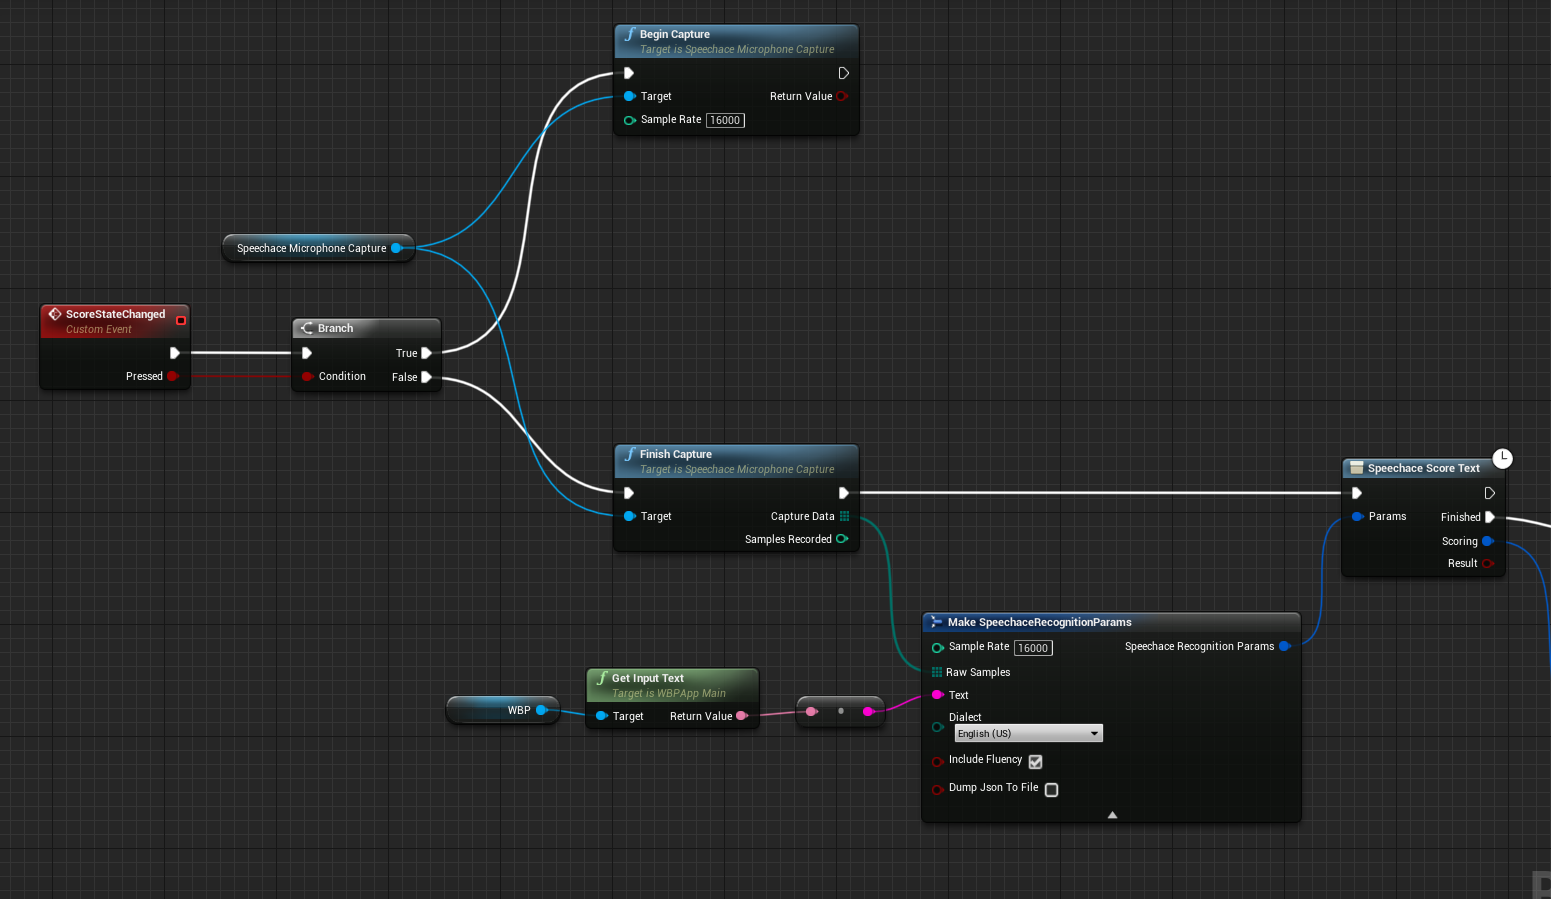 Begin Capture
Target is Speechace Microphone Capture
Target
Return Value
Sample Rate 16000
Speechace Microphone Capture
ScoreStateChanged
Custom Event
Pressed
Branch
True
Condition
False
Finish Capture
Target is Speechace Microphone Capture
Target
Capture Data
Samples Recorded
Speechace Score Text
Params
Finished
Scoring
Result
Make SpeechaceRecognitionParams
Sample Rate 16000
Speechace Recognition Params
Raw Samples
Text
Dialect
English (US)
Include Fluency
Dump Json To File
WBP
Get Input Text
Target is WBPApp Main
Target
Return Value